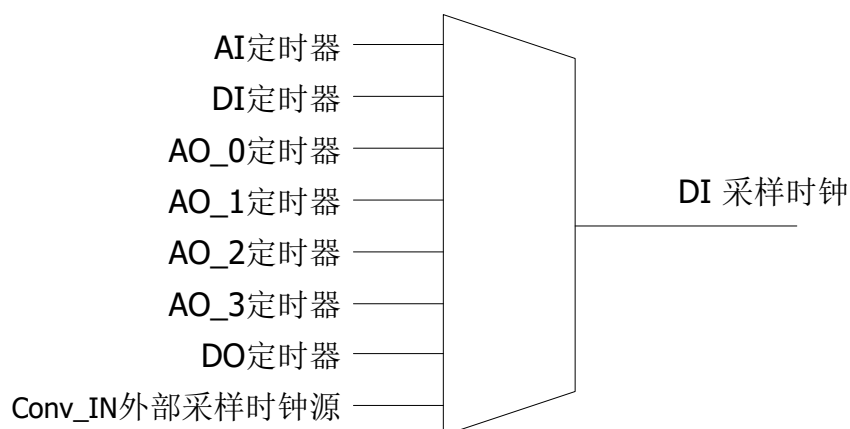 AI定时器
DI定时器
AO_0定时器
AO_1定时器
AO_2定时器
AO_3定时器
DO定时器
Conv_IN外部采样时钟源
DI 采样时钟